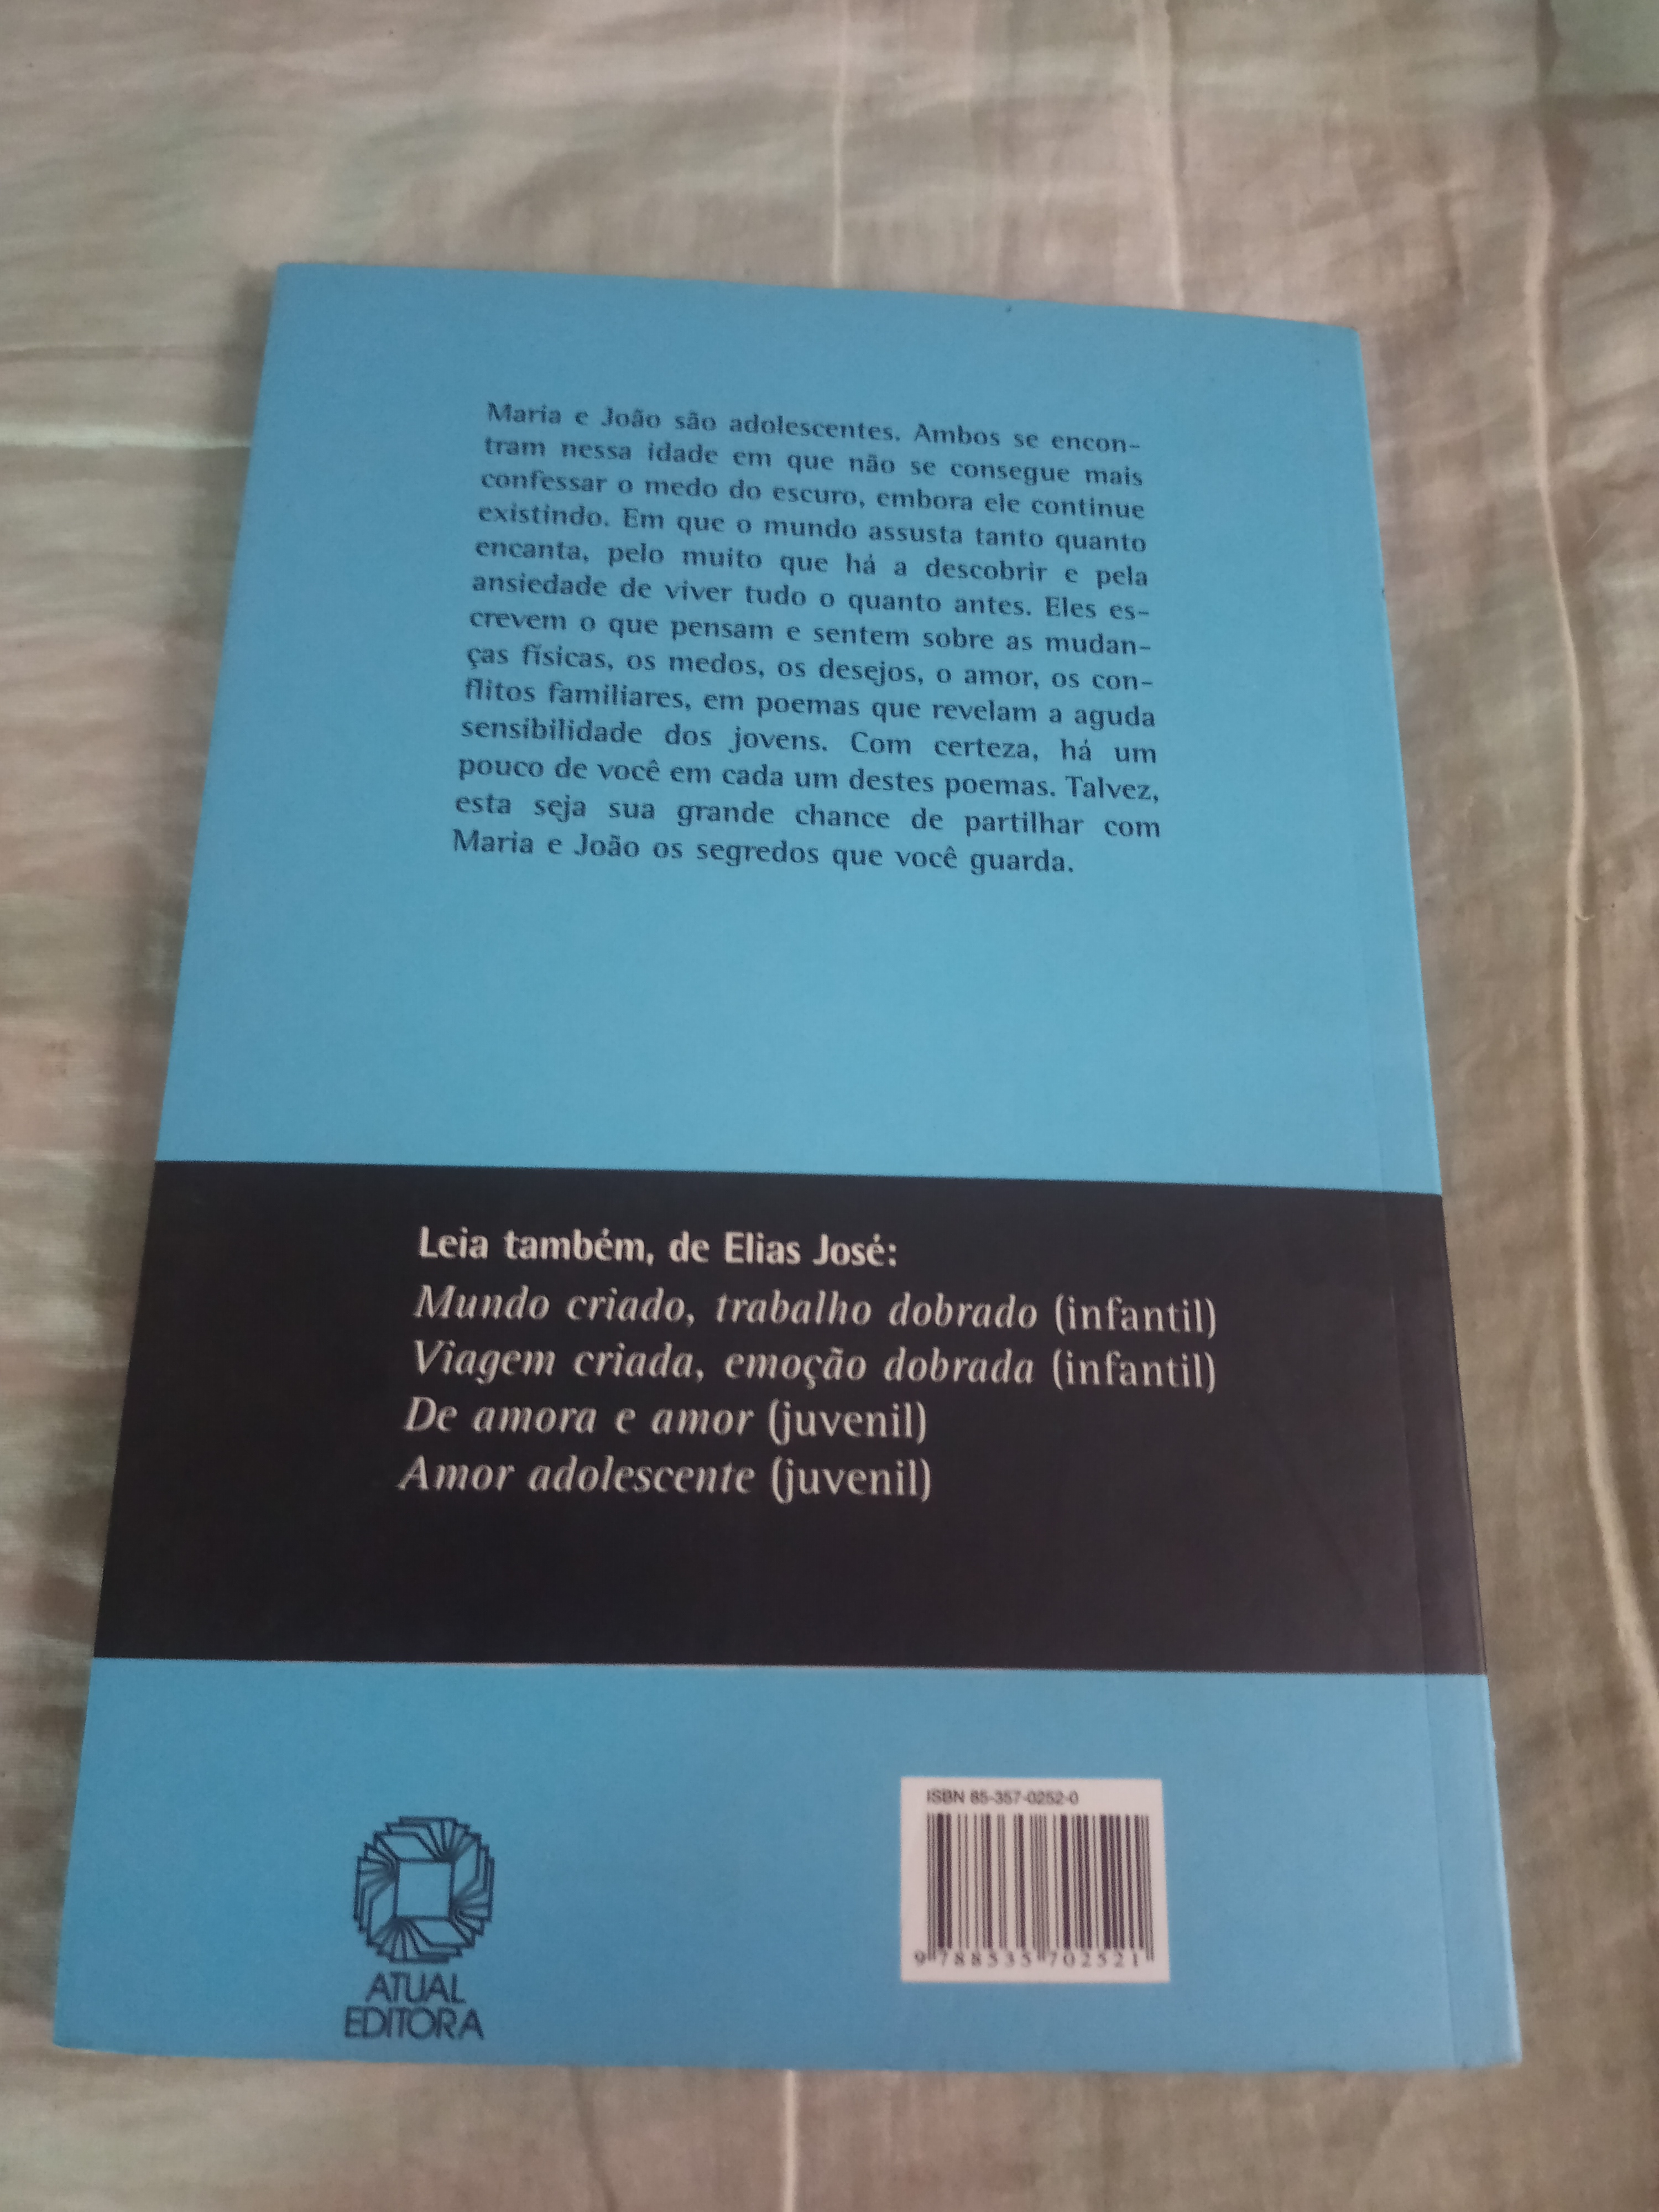 Maria e João são adolescentes. Ambos se encon-
tram nessa idade em que não se consegue mais
confessar o medo do escuro, embora ele continue
existindo. Em que o mundo assusta tanto quanto
encanta, pelo muito que há a descobrir e pela
ansiedade de viver tudo o quanto antes. Eles es-
crevem o que pensam e sentem sobre as mudan-
ças físicas, os medos, os desejos, o amor, os con-
flitos familiares, em poemas que revelam a aguda
sensibilidade dos jovens. Com certeza, há um
pouco de você em cada um destes poemas. Talvez,
esta seja sua grande chance de partilhar com
Maria e João os segredos que você guarda.
Leia também, de Elias José:
Mundo criado, trabalho dobrado (infantil)
Viagem criada, emoção dobrada (infantil)
De amora e amor (juvenil)
Amor adolescente (juvenil)
ISBN 85-357-0252-0
9 788535 702521
ATUAL
EDITORA